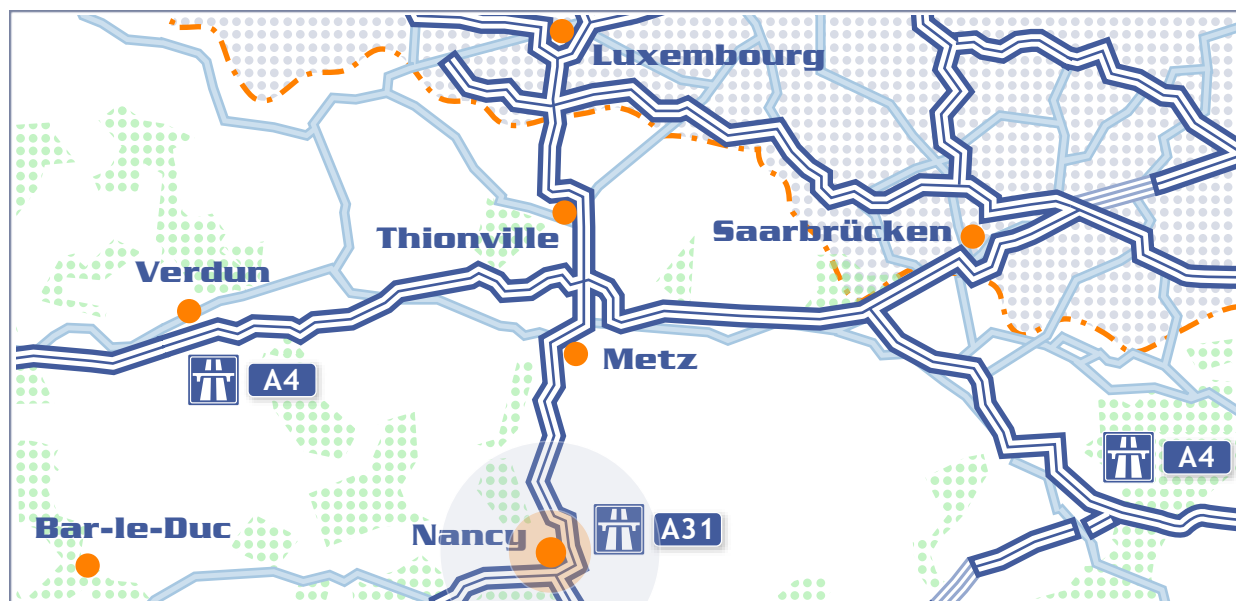 Luxembourg
Thionville
Saarbrücken
Verdun
Metz
A4
A4
Bar-le-Duc
Nancy
A31